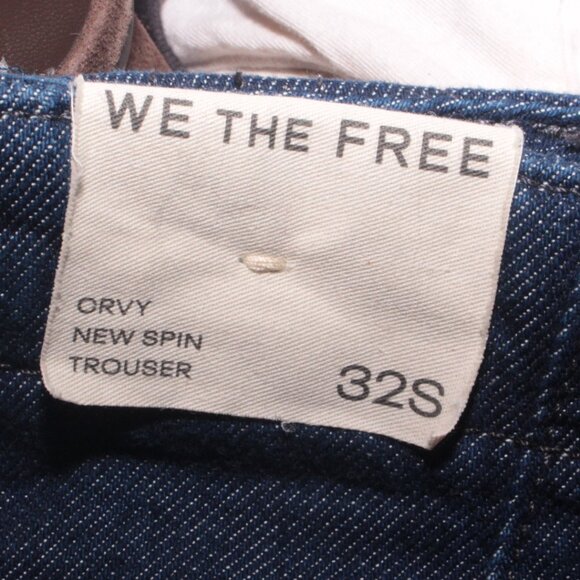 WE THE FREE
ORVY
NEW SPIN
TROUSER
32S